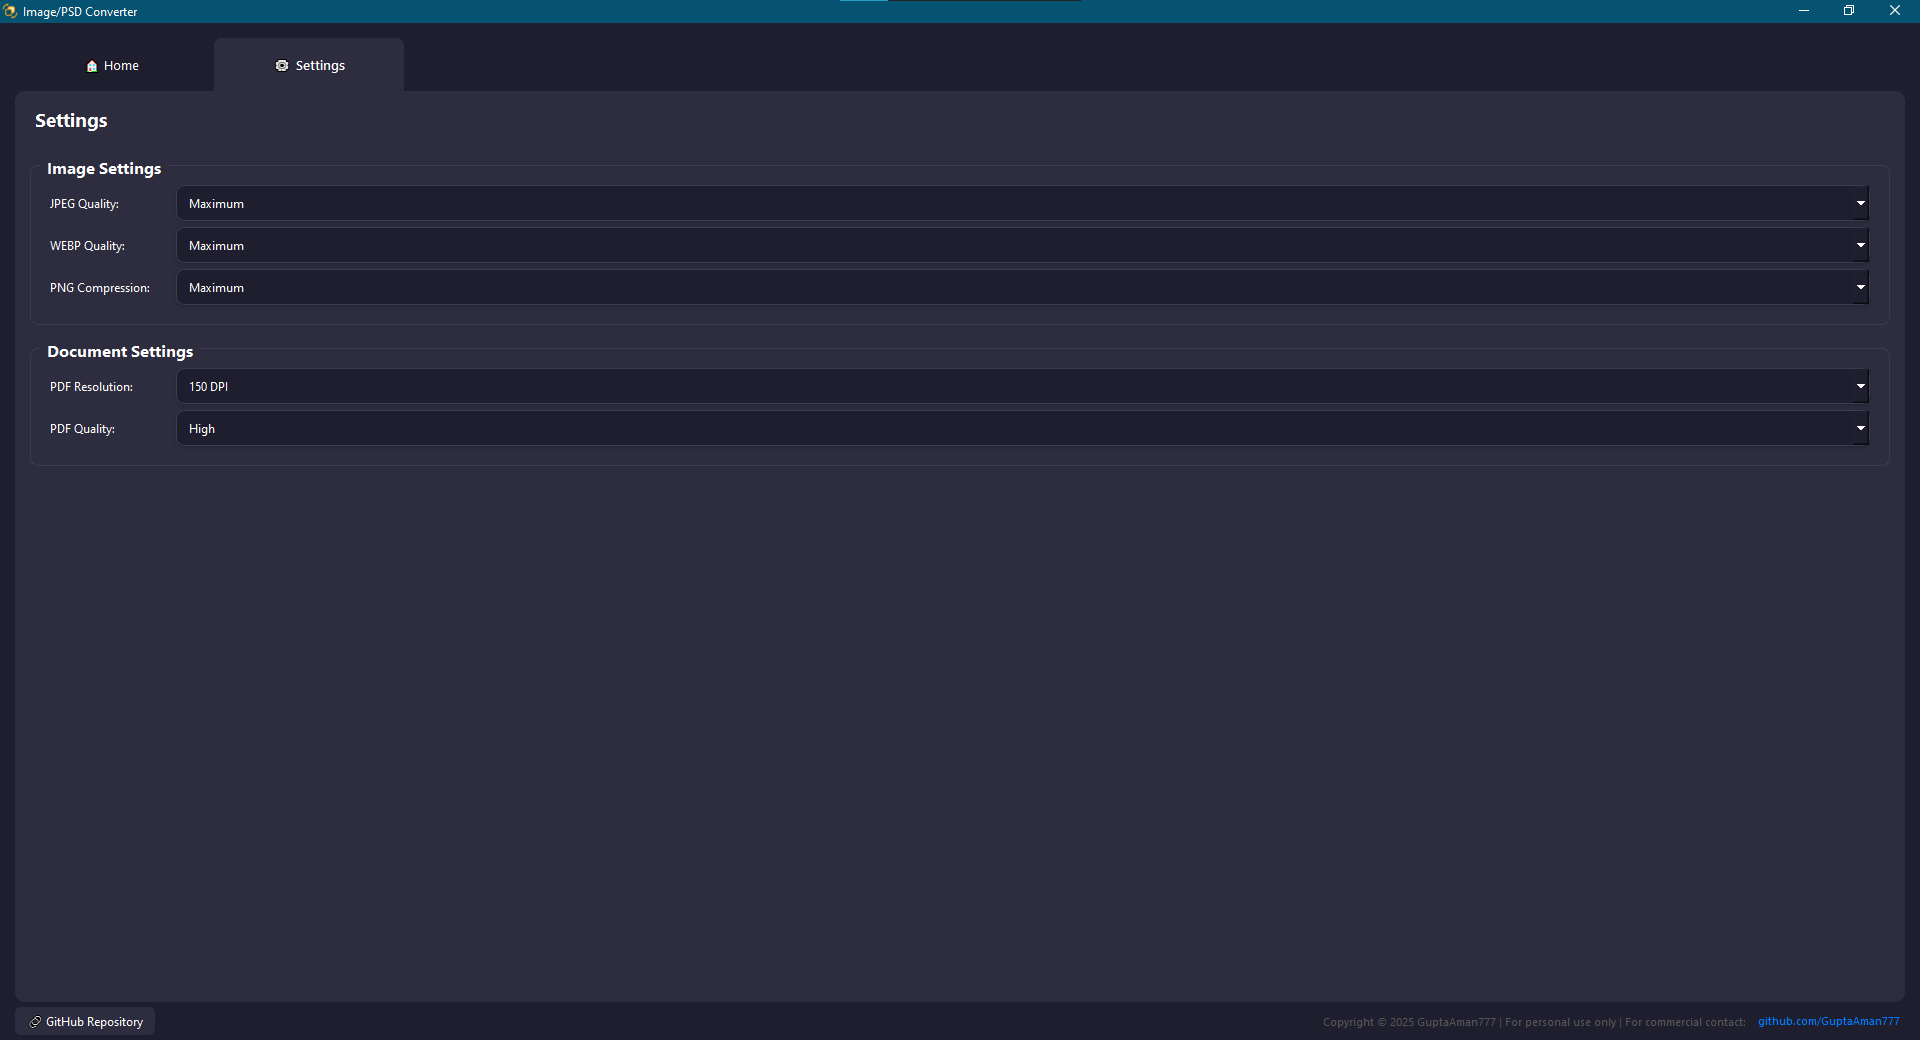 Image/PSD Converter
Home
Settings
Settings
Image Settings
JPEG Quality: Maximum
WEBP Quality: Maximum
PNG Compression: Maximum
Document Settings
PDF Resolution: 150 DPI
PDF Quality: High
GitHub Repository
Copyright © 2025 GuptaAman777 | For personal use only | For commercial contact: github.com/GuptaAman777